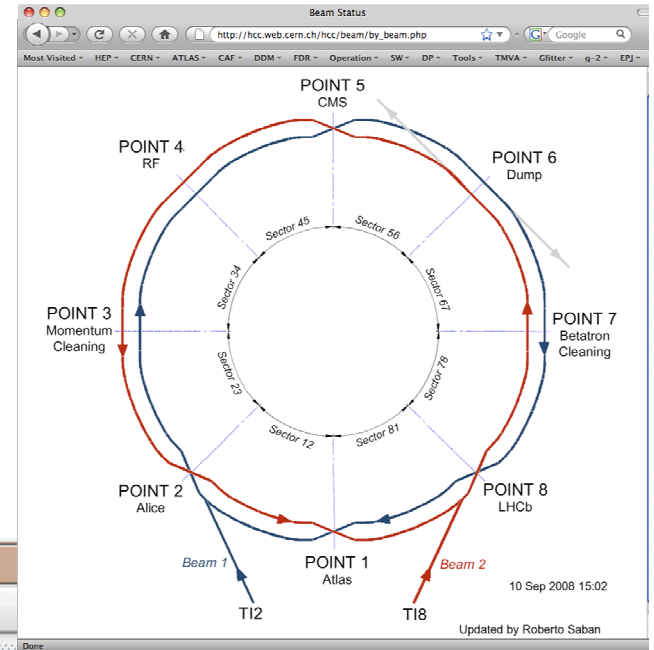 Beam Status
http://hcc.web.cern.ch/hcc/beam/by_beam.php
G
Google
Most Visited HEP CERN ATLAS CAF DDM FDR Operation SW DP Tools TMVA Glitter g-2 EPJ
POINT 5
CMS
POINT 4
RF
POINT 6
Dump
Sector 45
Sector 56
Sector 34
Sector 67
POINT 3
Momentum
Cleaning
POINT 7
Betatron
Cleaning
Sector 23
Sector 78
Sector 12
Sector 81
POINT 2
Alice
POINT 8
LHCb
POINT 1
Atlas
Beam 1
Beam 2
10 Sep 2008 15:02
TI2
TI8
Updated by Roberto Saban
Done